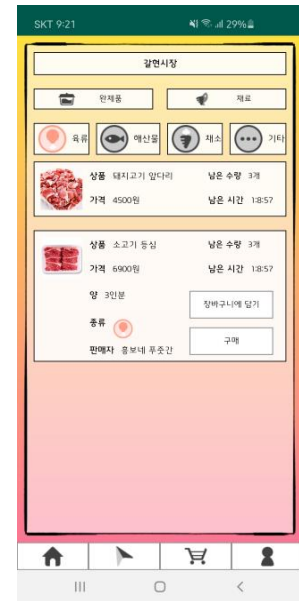 SKT 9:21 29%
갈현시장
완제품 재료
육류 해산물 채소 기타
상품 돼지고기 앞다리 남은 수량 3개
가격 4500원 남은 시간 1:8:57
상품 소고기 등심 남은 수량 3개
가격 6900원 남은 시간 1:8:57
양 3인분
장바구니에 담기
종류
구매
판매자 흥보네 푸줏간